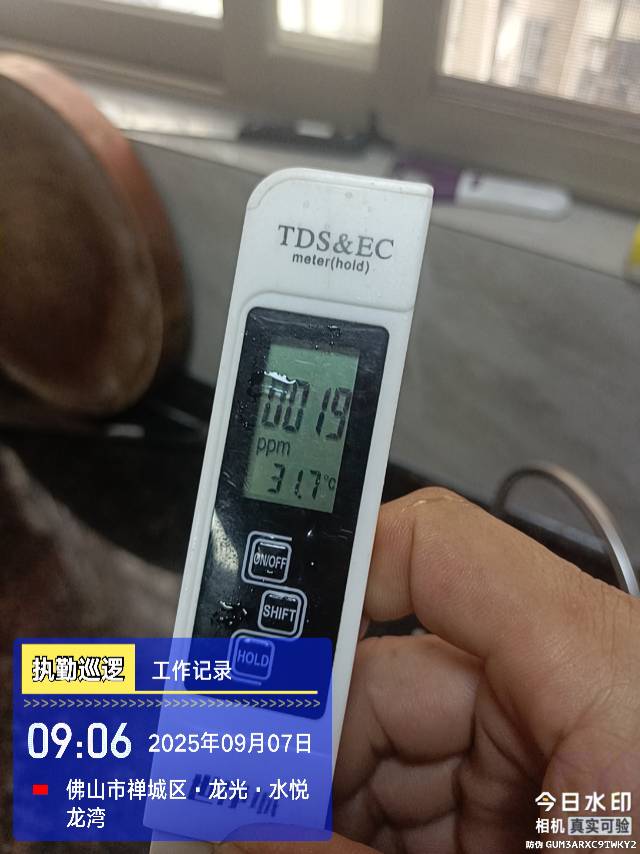 TDS&EC
meter(hold)
0019
ppm
31.7°C
ON/OFF
SHIFT
HOLD
执勤巡逻 工作记录
09:06 2025年09月07日
佛山市禅城区·龙光·水悦
龙湾
今日水印
相机 真实可验
防伪 GUM3ARXC9TWKY2